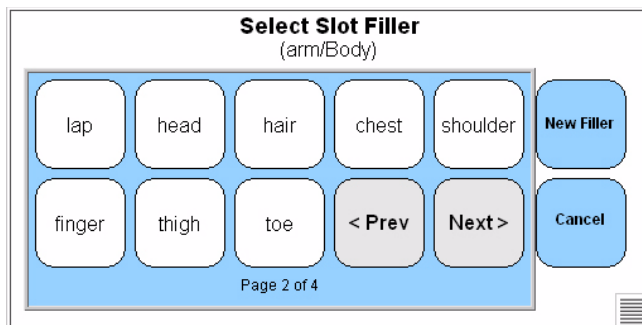 Select Slot Filler
(arm/Body)
lap
head
hair
chest
shoulder
New Filler
finger
thigh
toe
< Prev
Next >
Cancel
Page 2 of 4